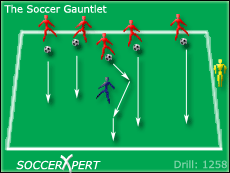 The Soccer Gauntlet
SOCCERXPERT
Drill: 1258